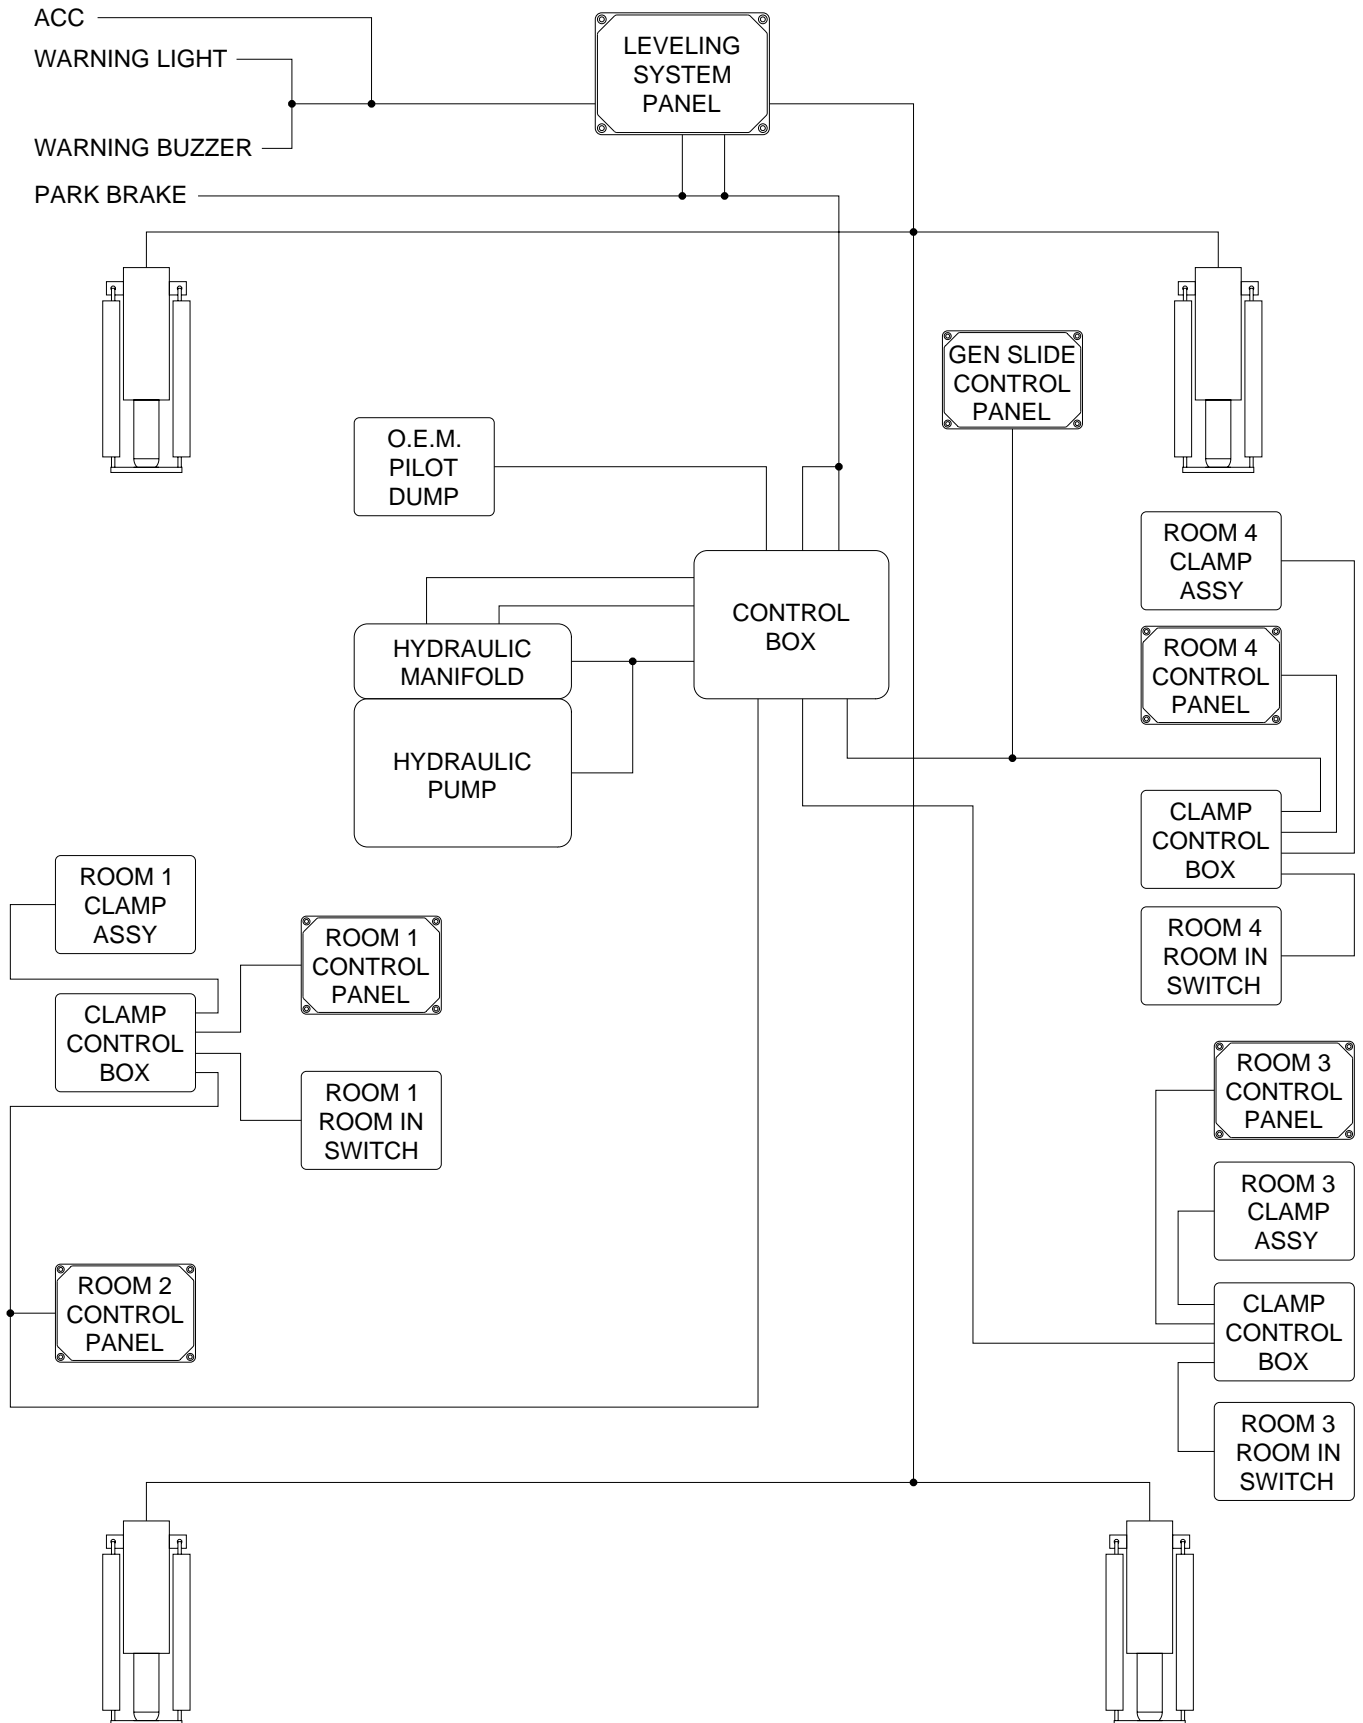 ACC
WARNING LIGHT
WARNING BUZZER
PARK BRAKE
LEVELING
SYSTEM
PANEL
GEN SLIDE
CONTROL
PANEL
O.E.M.
PILOT
DUMP
CONTROL
BOX
HYDRAULIC
MANIFOLD
HYDRAULIC
PUMP
ROOM 4
CLAMP
ASSY
ROOM 4
CONTROL
PANEL
CLAMP
CONTROL
BOX
ROOM 4
ROOM IN
SWITCH
ROOM 1
CLAMP
ASSY
ROOM 1
CONTROL
PANEL
CLAMP
CONTROL
BOX
ROOM 1
ROOM IN
SWITCH
ROOM 2
CONTROL
PANEL
ROOM 3
CONTROL
PANEL
ROOM 3
CLAMP
ASSY
CLAMP
CONTROL
BOX
ROOM 3
ROOM IN
SWITCH